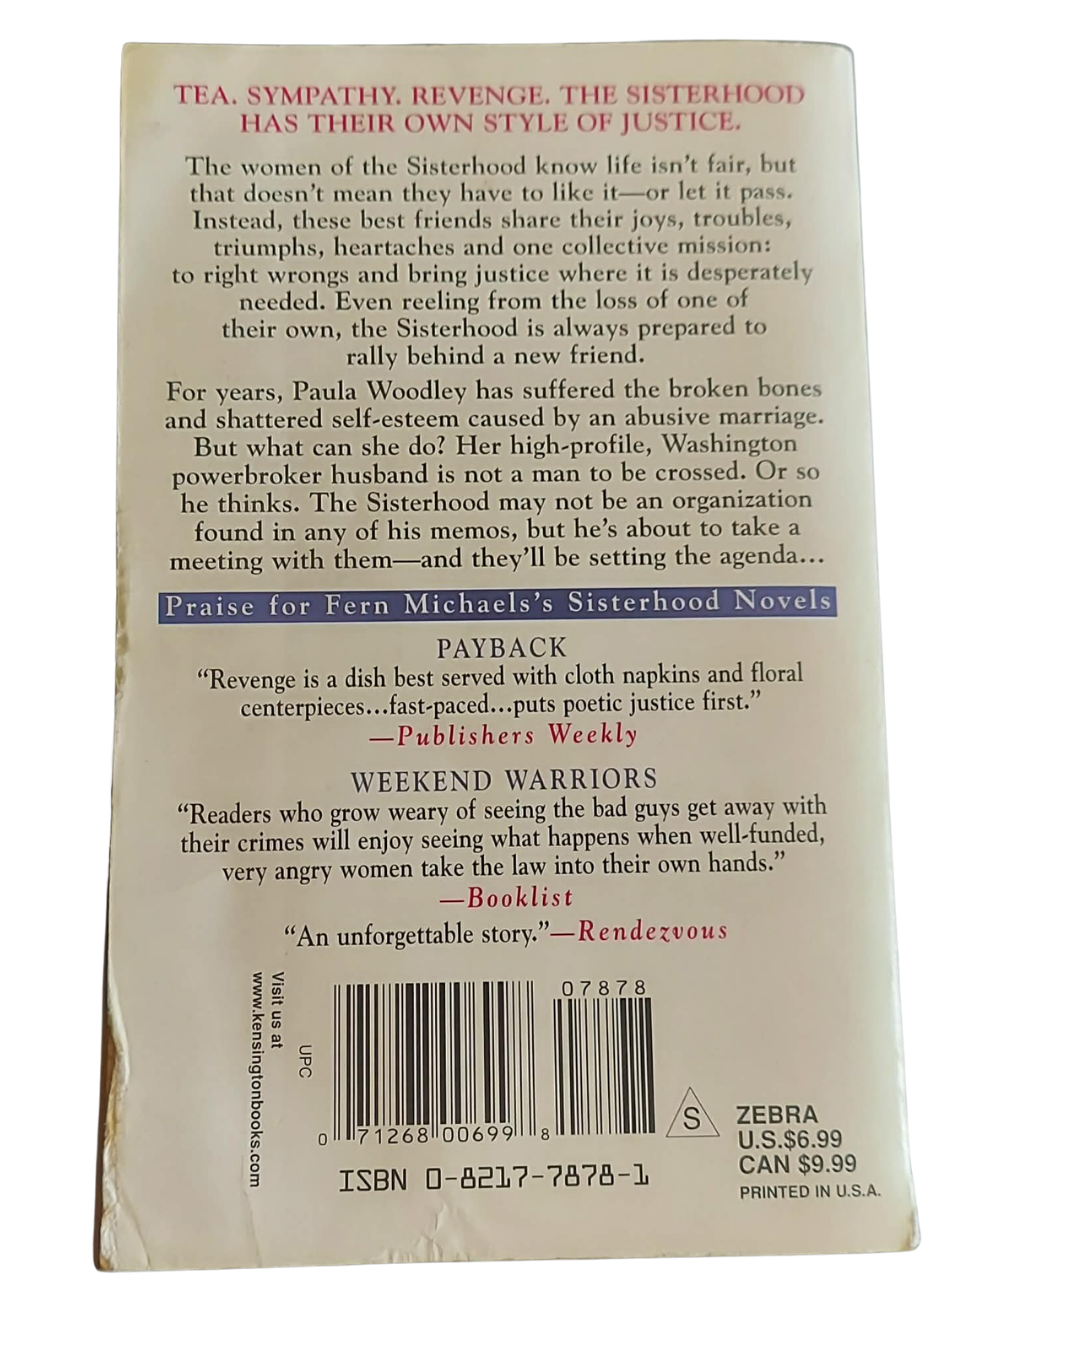 TEA. SYMPATHY. REVENGE. THE SISTERHOOD
HAS THEIR OWN STYLE OF JUSTICE.
The women of the Sisterhood know life isn't fair, but
that doesn't mean they have to like it—or let it pass.
Instead, these best friends share their joys, troubles,
triumphs, heartaches and one collective mission:
to right wrongs and bring justice where it is desperately
needed. Even reeling from the loss of one of
their own, the Sisterhood is always prepared to
rally behind a new friend.
For years, Paula Woodley has suffered the broken bones
and shattered self-esteem caused by an abusive marriage.
But what can she do? Her high-profile, Washington
powerbroker husband is not a man to be crossed. Or so
he thinks. The Sisterhood may not be an organization
found in any of his memos, but he's about to take a
meeting with them—and they'll be setting the agenda...
Praise for Fern Michaels's Sisterhood Novels
PAYBACK
“Revenge is a dish best served with cloth napkins and floral
centerpieces...fast-paced...puts poetic justice first.”
—Publishers Weekly
WEEKEND WARRIORS
“Readers who grow weary of seeing the bad guys get away with
their crimes will enjoy seeing what happens when well-funded,
very angry women take the law into their own hands.”
—Booklist
“An unforgettable story.”—Rendezvous
Visit us at
www.kensingtonbooks.com
UPC
07878
0 71268 00699 8
ISBN 0-8217-7878-1
S
ZEBRA
U.S.$6.99
CAN $9.99
PRINTED IN U.S.A.